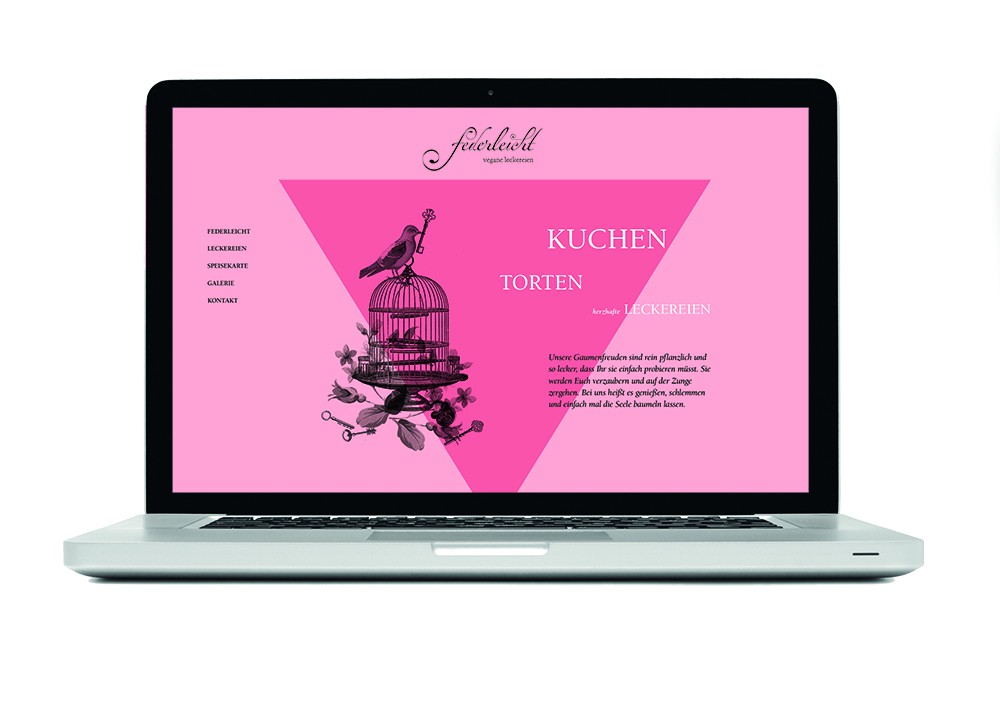 federleicht
vegane leckereien
FEDERLEICHT
LECKEREIEN
SPEISEKARTE
GALERIE
KONTAKT
KUCHEN
TORTEN
herzhafte LECKEREIEN
Unsere Gaumenfreuden sind rein pflanzlich und
so lecker, dass Ihr sie einfach probieren müsst. Sie
werden Euch verzaubern und auf der Zunge
zergehen. Bei uns heißt es genießen, schlemmen
und einfach mal die Seele baumeln lassen.